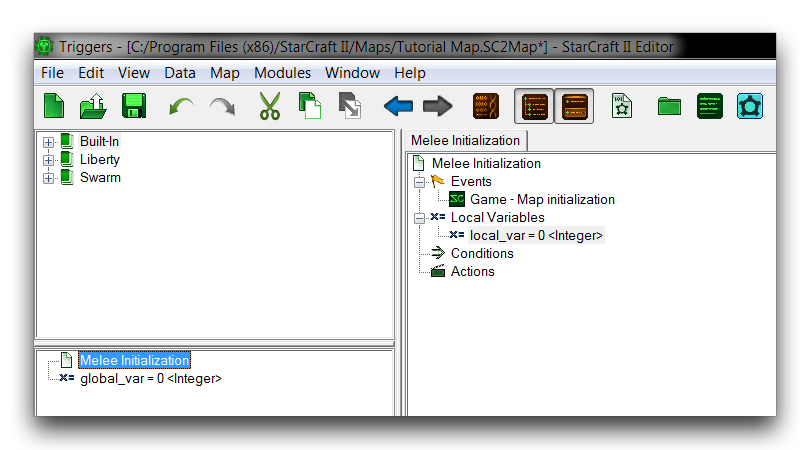 Triggers - [C:/Program Files (x86)/StarCraft II/Maps/Tutorial Map.SC2Map*] - StarCraft II Editor
File Edit View Data Map Modules Window Help
Built-In
Liberty
Swarm
Melee Initialization
global_var = 0 <Integer>
Melee Initialization
Melee Initialization
Events
Game - Map initialization
Local Variables
local_var = 0 <Integer>
Conditions
Actions